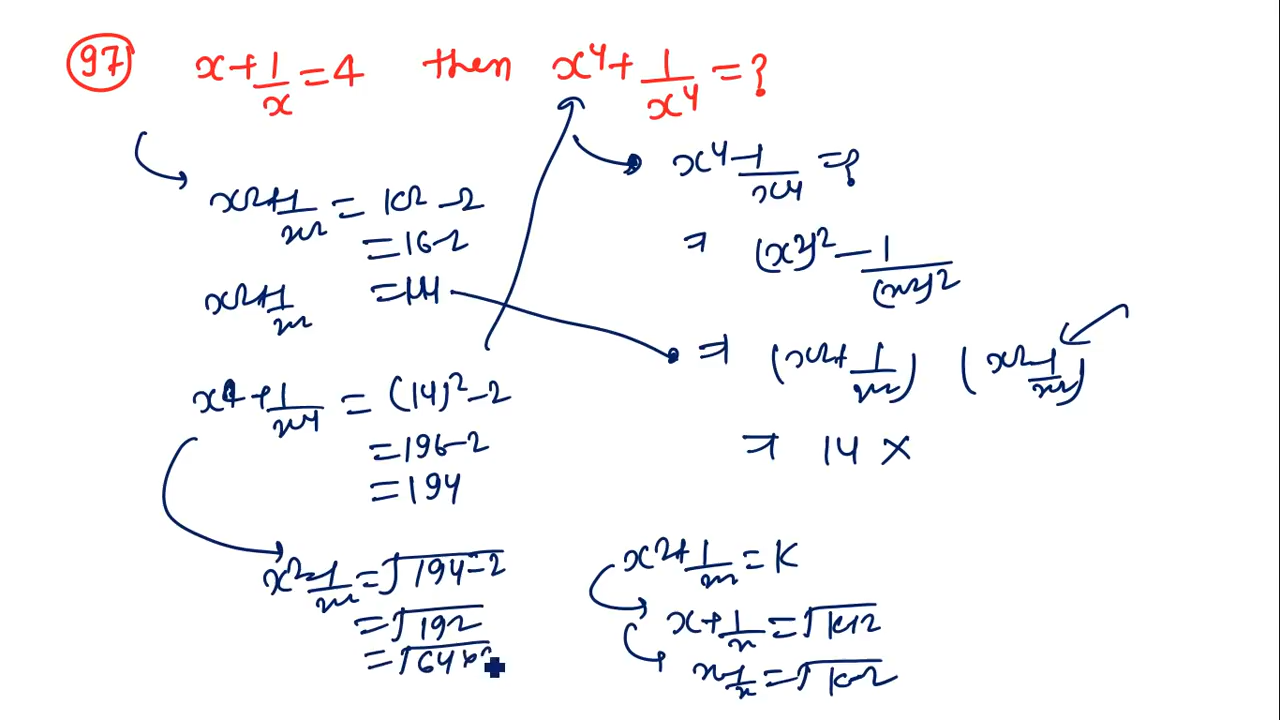 97 x + 1/x = 4 then x⁴ + 1/x⁴ = ?
x² + 1/x² = k² - 2
= 16 - 2
x² + 1/x² = 14
x⁴ + 1/x⁴ = (14)² - 2
= 196 - 2
= 194
x² - 1/x² = √194 - 2
= √192
= √64×
x⁴ - 1/x⁴ = ?
⇒ (x²)² - 1/(x²)²
⇒ (x² + 1/x²) (x² - 1/x²)
⇒ 14 ×
x² + 1/x² = K
x + 1/x = √k+2
x - 1/x = √k-2